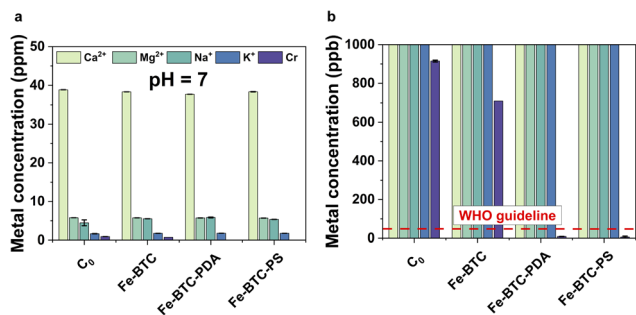 a
Metal concentration (ppm)
50
40
30
20
10
0
Ca²⁺ Mg²⁺ Na⁺ K⁺ Cr
pH = 7
C₀
Fe-BTC
Fe-BTC-PDA
Fe-BTC-PS
b
Metal concentration (ppb)
1000
800
600
400
200
0
WHO guideline
C₀
Fe-BTC
Fe-BTC-PDA
Fe-BTC-PS